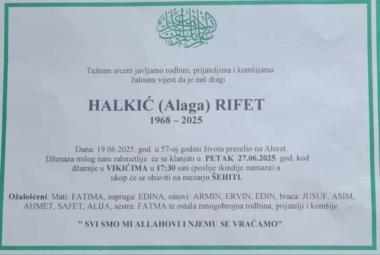 Tužnim srcem javljamo rodbini, prijateljima i komšijama
žalosnu vijest da je naš dragi
HALKIĆ (Alaga) RIFET
1968 – 2025
Dana: 19.06.2025. god. u 57-oj godini života preselio na Ahiret.
Dženaza milog nam rahmetlije će se klanjati u PETAK 27.06.2025. god. kod
džamije u VIKIĆIMA u 17:30 sati (poslije ikindije namaza) a
ukop će se obaviti na mezarju ŠEHITI.
Ožalošćeni: Mati: FATIMA, supruga: EDINA, sinovi: ARMIN, ERVIN, EDIN, braća: JUSUF, ASIM,
AHMET, SAFET, ALIJA, sestra: FATMA te ostala mnogobrojna rodbina, prijatelji i komšije.
" SVI SMO MI ALLAHOVI I NJEMU SE VRAĆAMO"